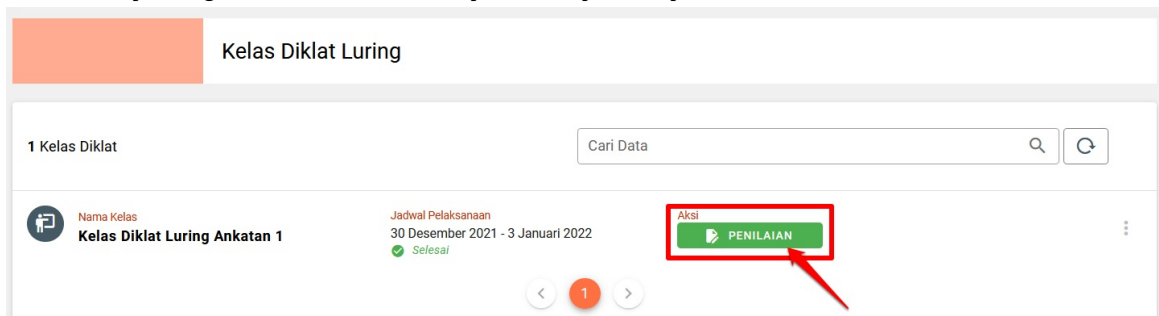 Kelas Diklat Luring
1 Kelas Diklat
Cari Data
Nama Kelas
Kelas Diklat Luring Ankatan 1
Jadwal Pelaksanaan
30 Desember 2021 - 3 Januari 2022
Selesai
Aksi
PENILAIAN
1